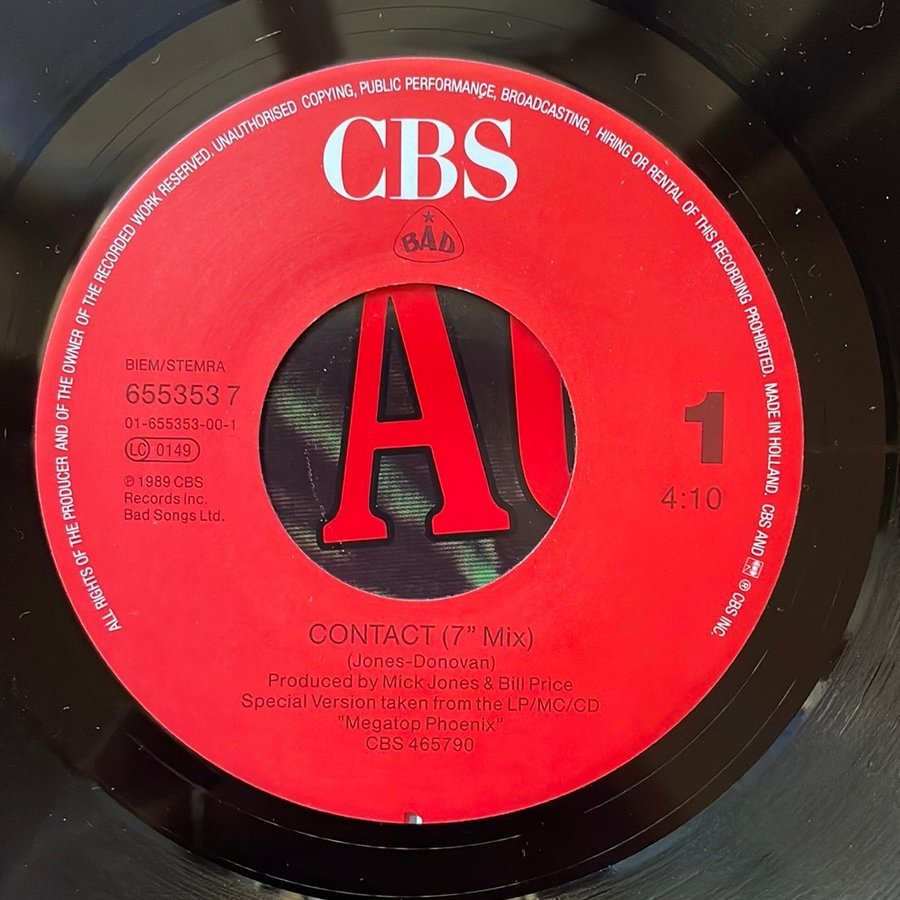 ALL RIGHTS OF THE PRODUCER AND OF THE OWNER OF THE RECORDED WORK RESERVED. UNAUTHORISED COPYING, PUBLIC PERFORMANCE, BROADCASTING, HIRING OR RENTAL OF THIS RECORDING PROHIBITED. MADE IN HOLLAND. CBS AND ® CBS INC.
CBS
BAD
A
BIEM/STEMRA
655353 7
01-655353-00-1
LC 0149
℗ 1989 CBS
Records Inc.
Bad Songs Ltd.
1
4:10
CONTACT (7” Mix)
(Jones-Donovan)
Produced by Mick Jones & Bill Price
Special Version taken from the LP/MC/CD
”Megatop Phoenix”
CBS 465790